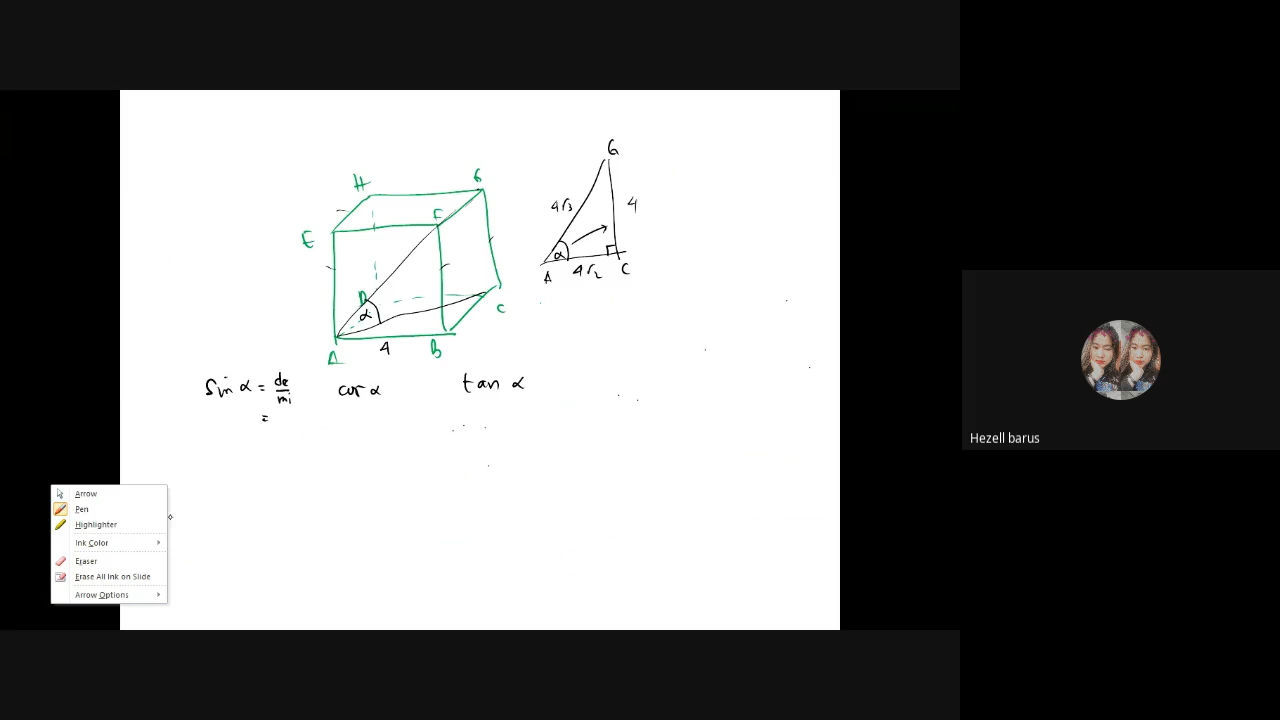 H
G
F
E
D
α
C
4
A
B
G
4√3
4
α
A
4√2
C
Sin α = de/mi
cos α
tan α
=
Arrow
Pen
Highlighter
Ink Color
Eraser
Erase All Ink on Slide
Arrow Options
Hezell barus